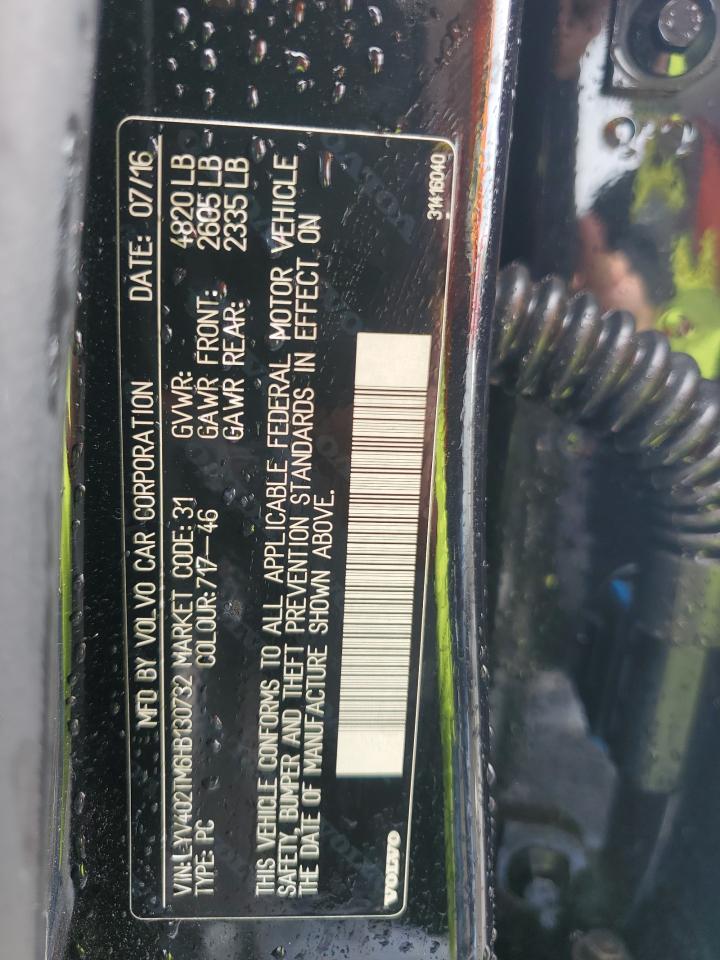 MFD BY VOLVO CAR CORPORATION DATE: 07/16
VIN:LYV402TM6HB130732 MARKET CODE: 31 GVWR: 4820 LB
TYPE: PC COLOUR:717—46 GAWR FRONT: 2605 LB
GAWR REAR: 2335 LB
THIS VEHICLE CONFORMS TO ALL APPLICABLE FEDERAL MOTOR VEHICLE
SAFETY, BUMPER AND THEFT PREVENTION STANDARDS IN EFFECT ON
THE DATE OF MANUFACTURE SHOWN ABOVE.
VOLVO
31416040